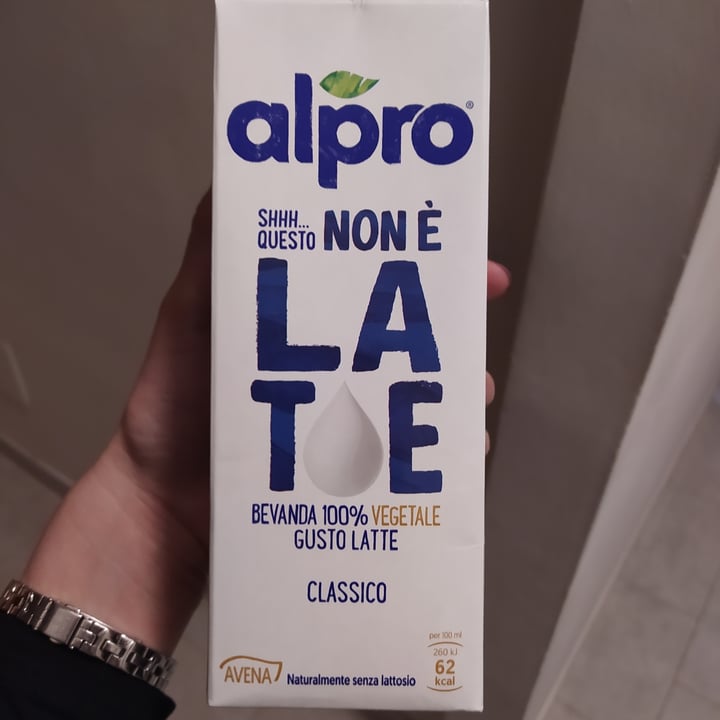 alpro®
SHHH...
QUESTO NON È
LA
T E
BEVANDA 100% VEGETALE
GUSTO LATTE
CLASSICO
per 100 ml
260 kJ
62
kcal
AVENA
Naturalmente senza lattosio